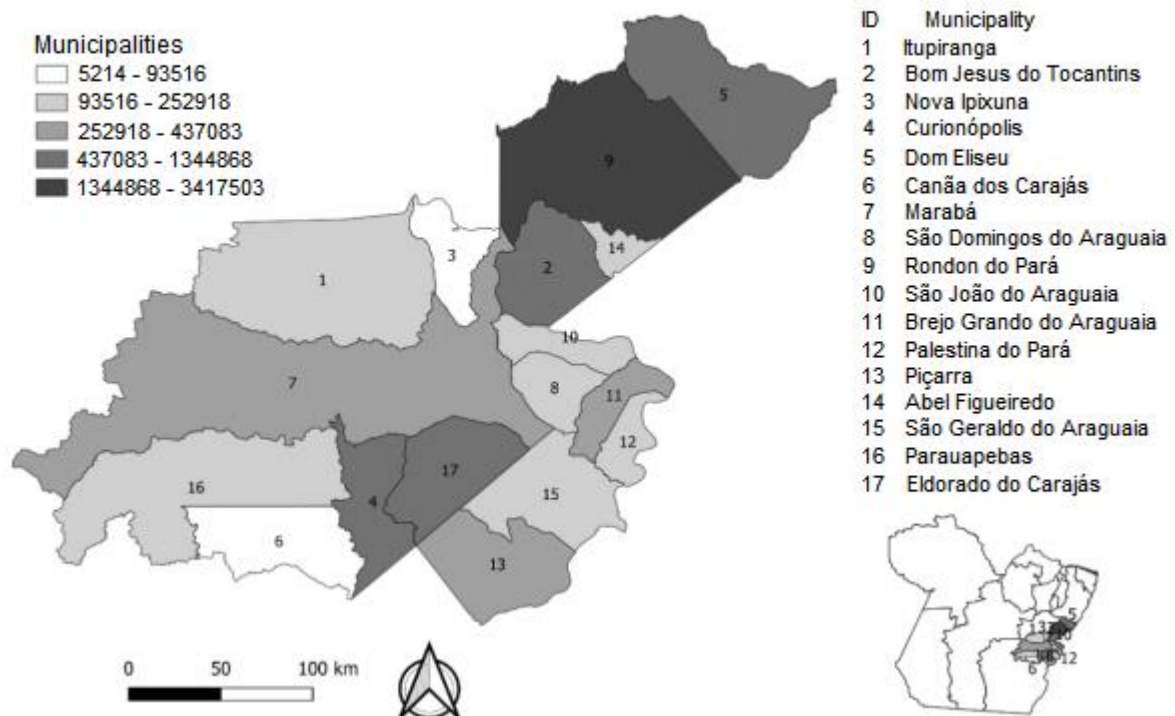 Municipalities
5214 - 93516
93516 - 252918
252918 - 437083
437083 - 1344868
1344868 - 3417503
ID Municipality
1 Itupiranga
2 Bom Jesus do Tocantins
3 Nova Ipixuna
4 Curionópolis
5 Dom Eliseu
6 Canãa dos Carajás
7 Marabá
8 São Domingos do Araguaia
9 Rondon do Pará
10 São João do Araguaia
11 Brejo Grando do Araguaia
12 Palestina do Pará
13 Piçarra
14 Abel Figueiredo
15 São Geraldo do Araguaia
16 Parauapebas
17 Eldorado do Carajás
5
9
14
3
2
1
10
7
8
11
12
17
16
4
15
6
13
0 50 100 km
5
12
6